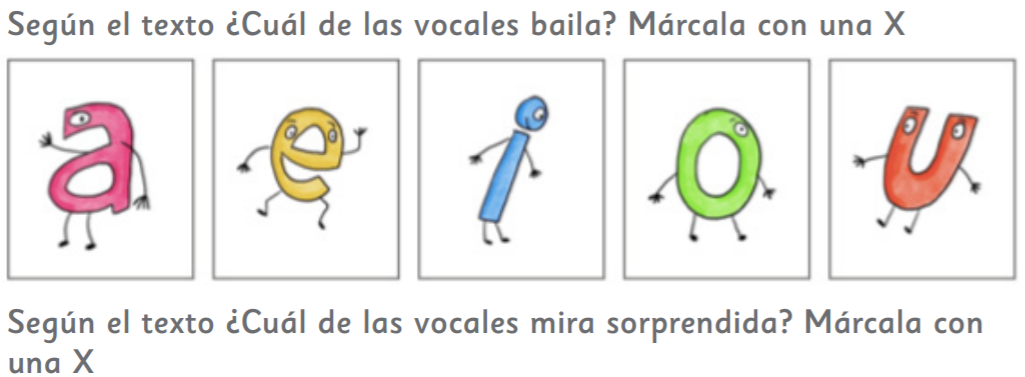 Según el texto ¿Cuál de las vocales baila? Márcala con una X
a e i o u
Según el texto ¿Cuál de las vocales mira sorprendida? Márcala con
una X